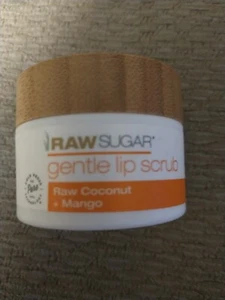 RAW SUGAR
gentle lip scrub
Raw Coconut
+ Mango